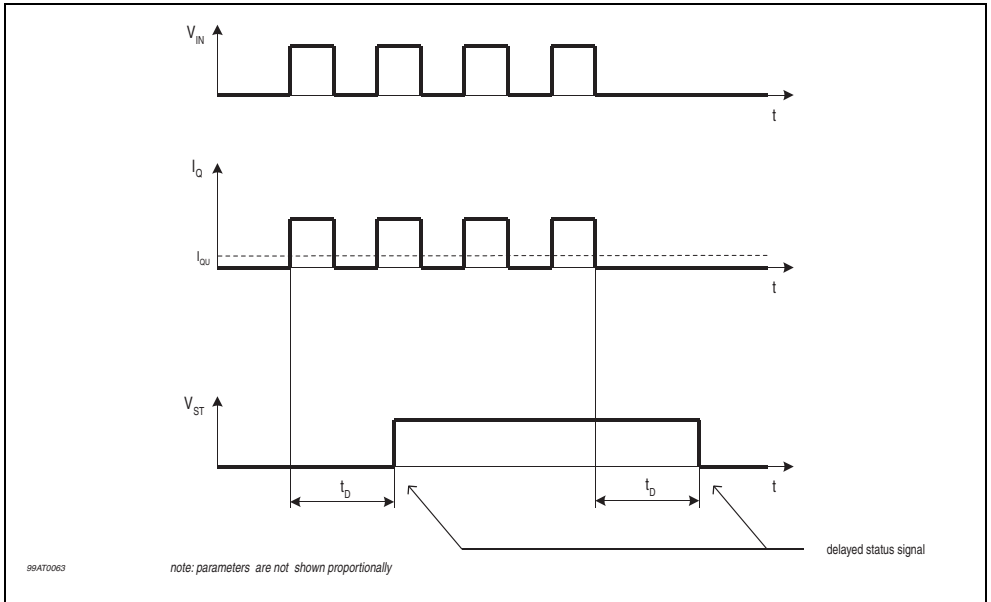 V_IN
t
I_Q
I_QU
t
V_ST
t_D
t_D
t
delayed status signal
99AT0063
note: parameters are not shown proportionally